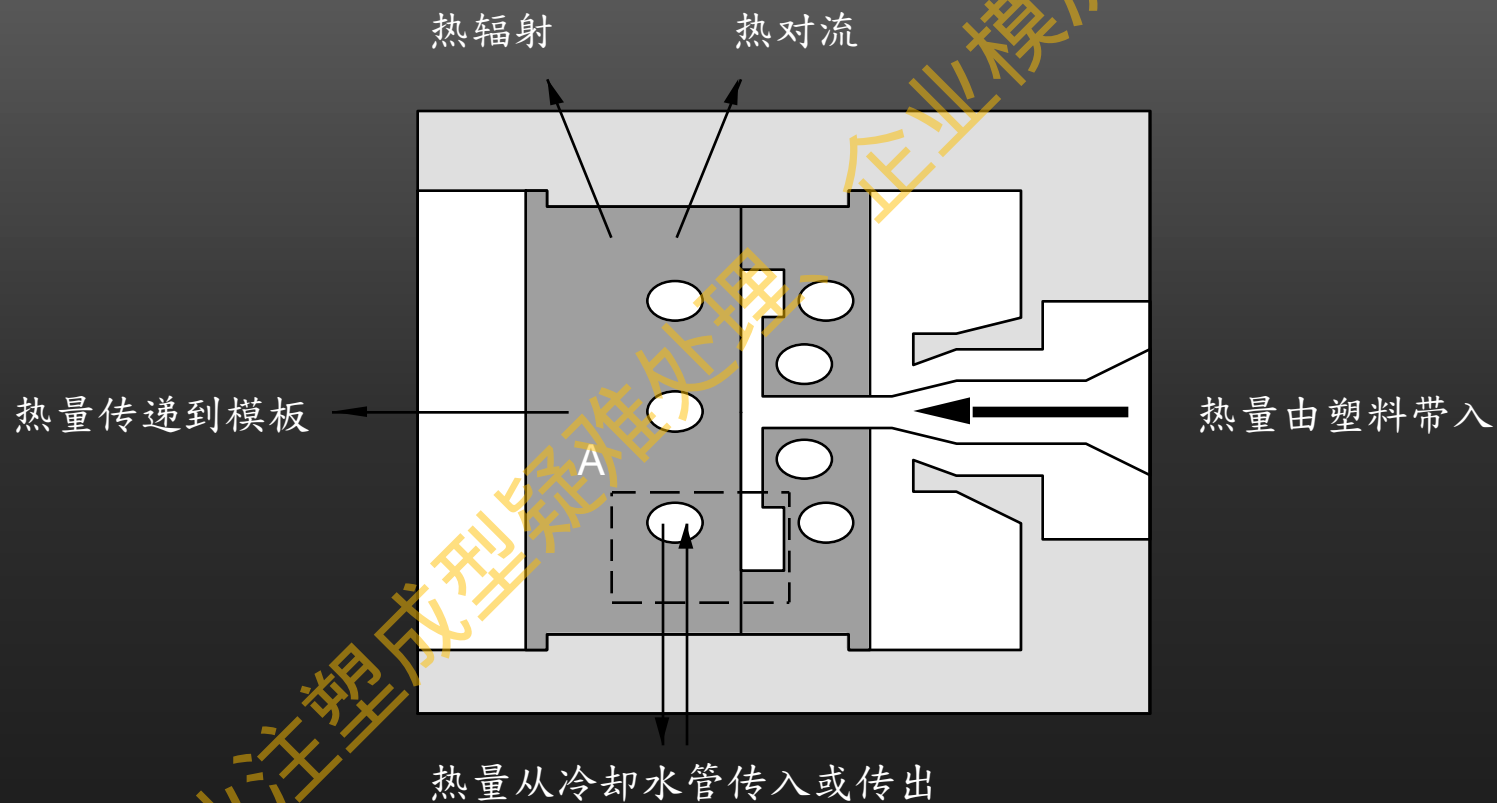 热辐射
热对流
热量传递到模板
热量由塑料带入
A
热量从冷却水管传入或传出
注塑成型疑难处理、企业模